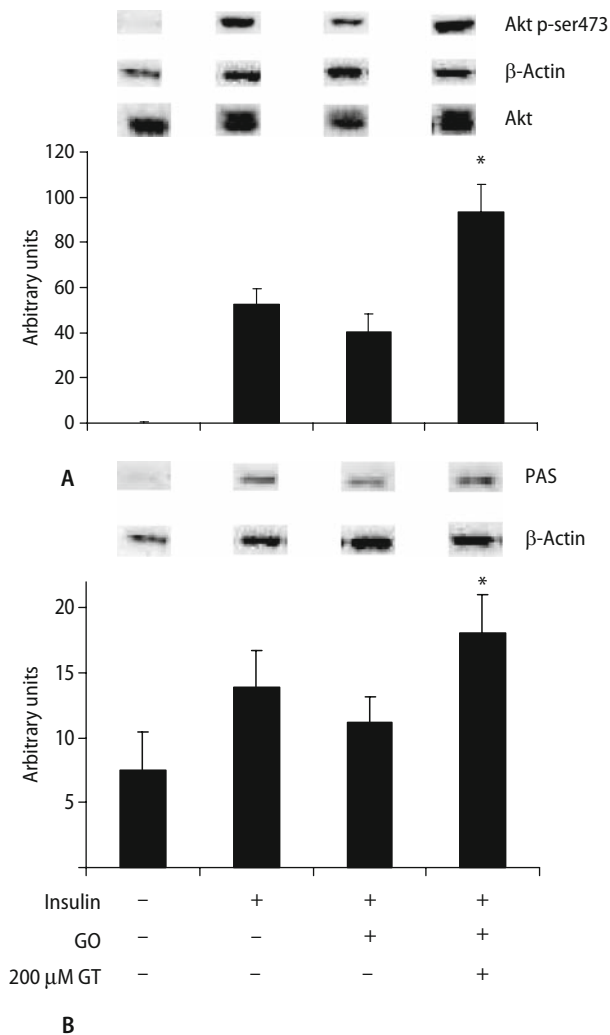 Akt p-ser473
β-Actin
Akt
Arbitrary units
120
100
80
60
40
20
0
*
A
PAS
β-Actin
Arbitrary units
20
15
10
5
*
Insulin – + + +
GO – – + +
200 µM GT – – – +
B